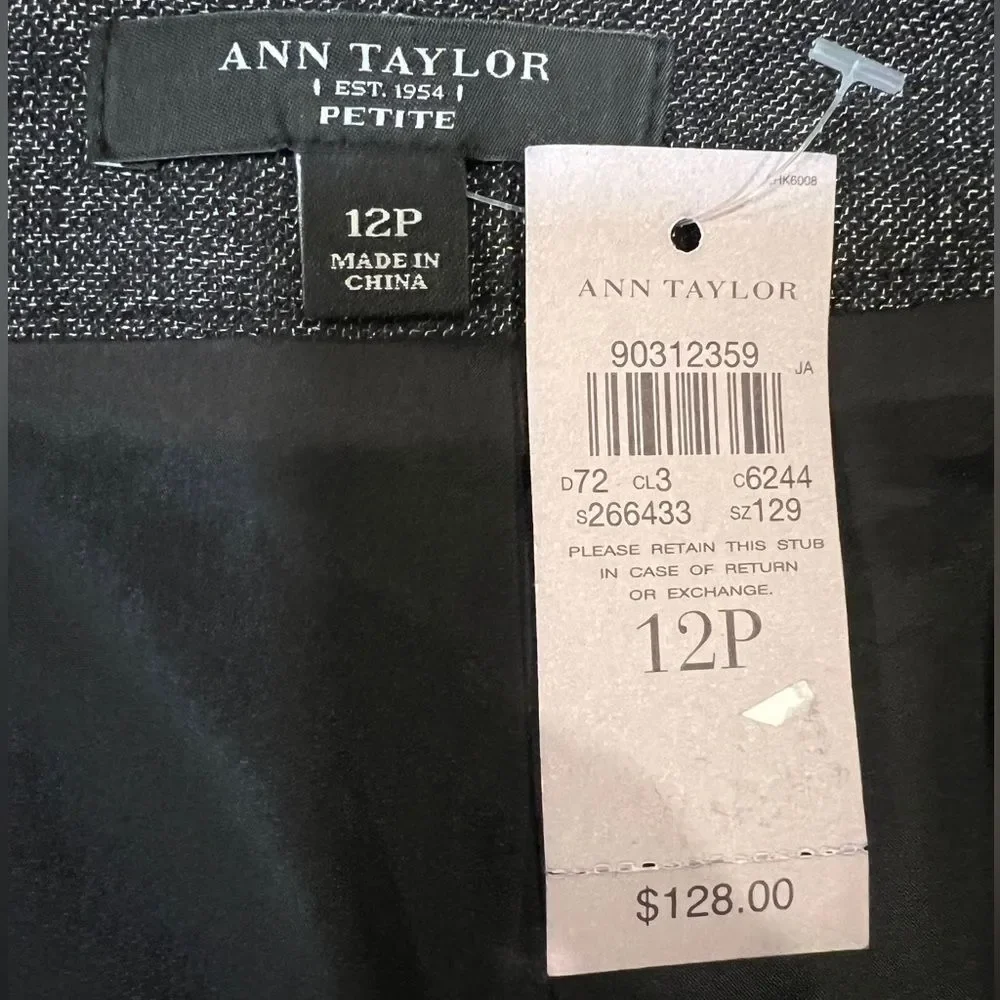 ANN TAYLOR
EST. 1954
PETITE
12P
MADE IN
CHINA
HK6008
ANN TAYLOR
90312359
JA
D72 CL3 C6244
S266433 SZ129
PLEASE RETAIN THIS STUB
IN CASE OF RETURN
OR EXCHANGE.
12P
$128.00